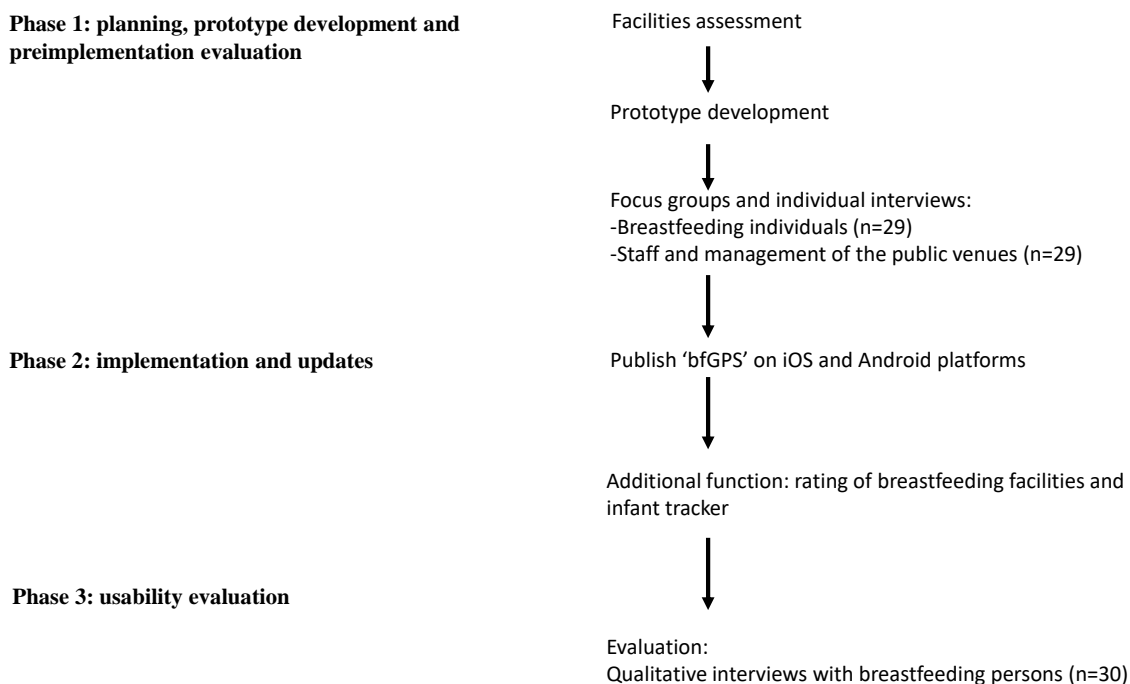 Phase 1: planning, prototype development and
preimplementation evaluation
Facilities assessment
Prototype development
Focus groups and individual interviews:
-Breastfeeding individuals (n=29)
-Staff and management of the public venues (n=29)
Phase 2: implementation and updates
Publish ‘bfGPS’ on iOS and Android platforms
Additional function: rating of breastfeeding facilities and
infant tracker
Phase 3: usability evaluation
Evaluation:
Qualitative interviews with breastfeeding persons (n=30)